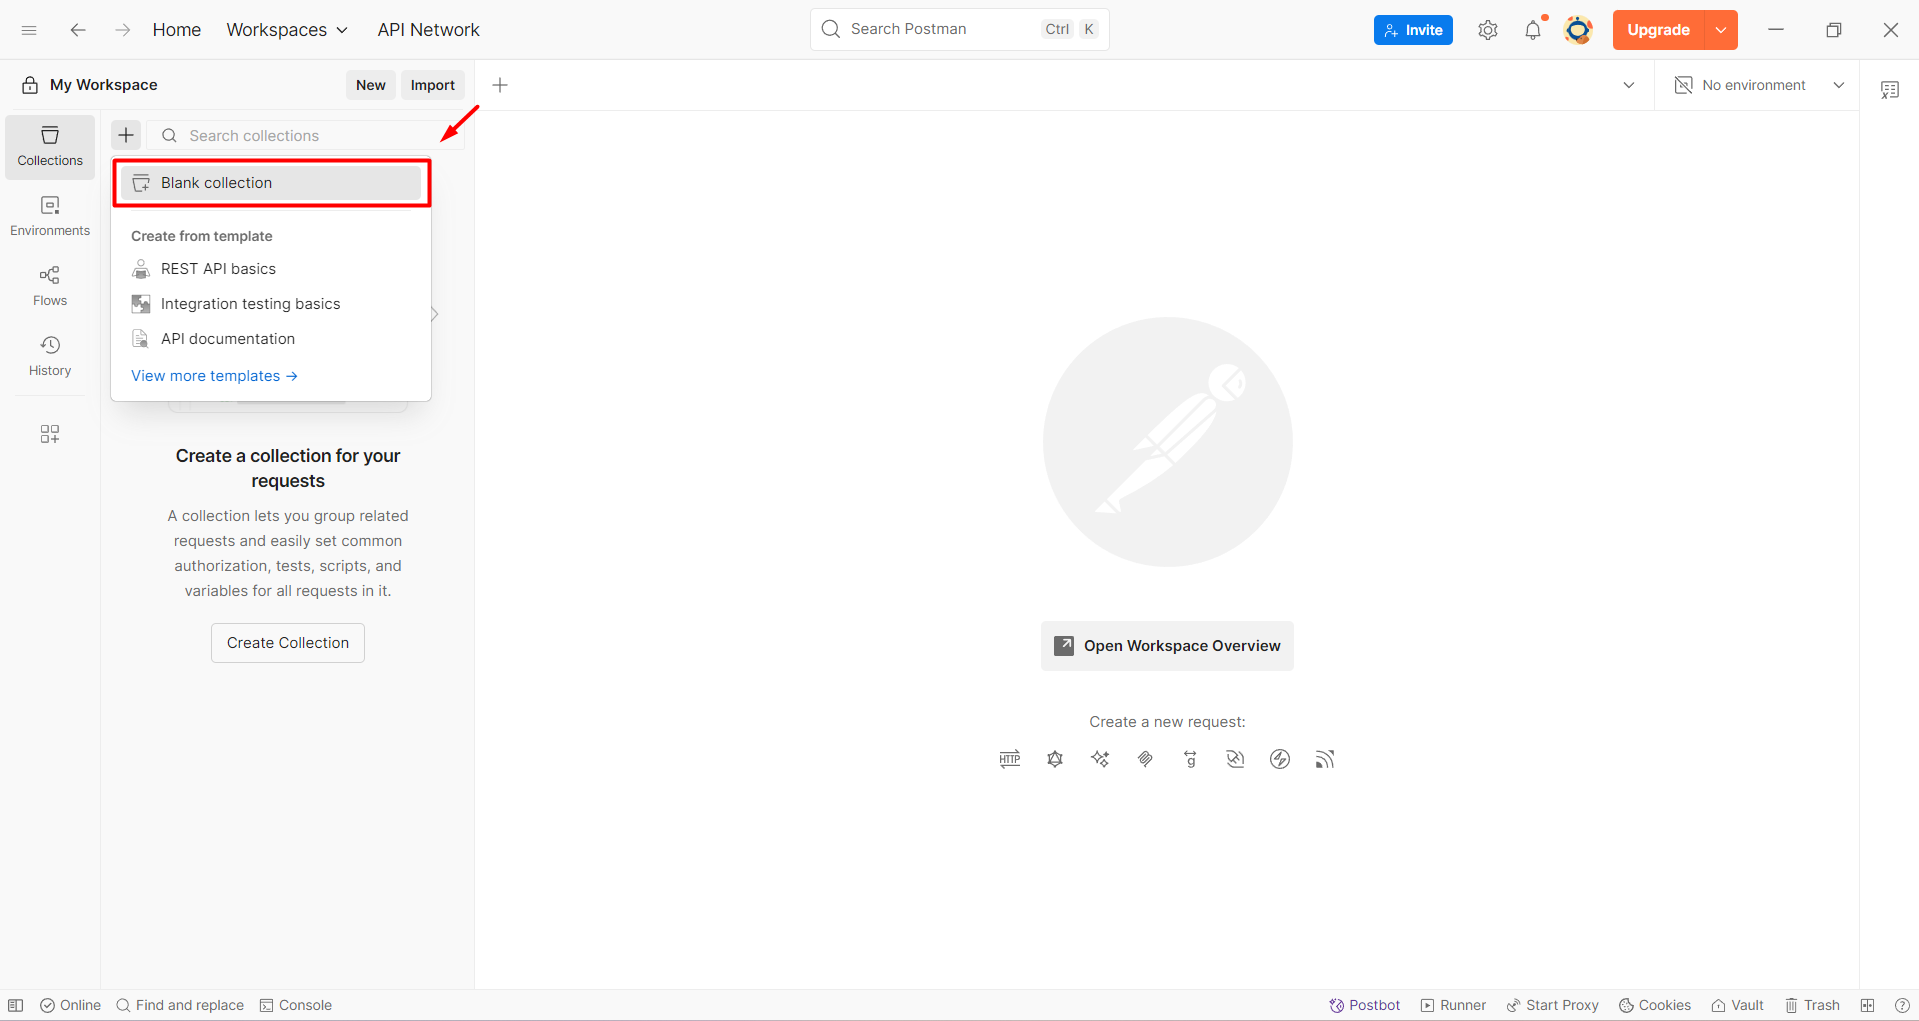 Home
Workspaces
API Network
Search Postman
Ctrl K
Invite
Upgrade
My Workspace
New
Import
No environment
Collections
Search collections
Blank collection
Environments
Create from template
REST API basics
Flows
Integration testing basics
API documentation
History
View more templates →
Create a collection for your
requests
A collection lets you group related
requests and easily set common
authorization, tests, scripts, and
variables for all requests in it.
Create Collection
Open Workspace Overview
Create a new request:
HTTP
g
Online
Find and replace
Console
Postbot
Runner
Start Proxy
Cookies
Vault
Trash